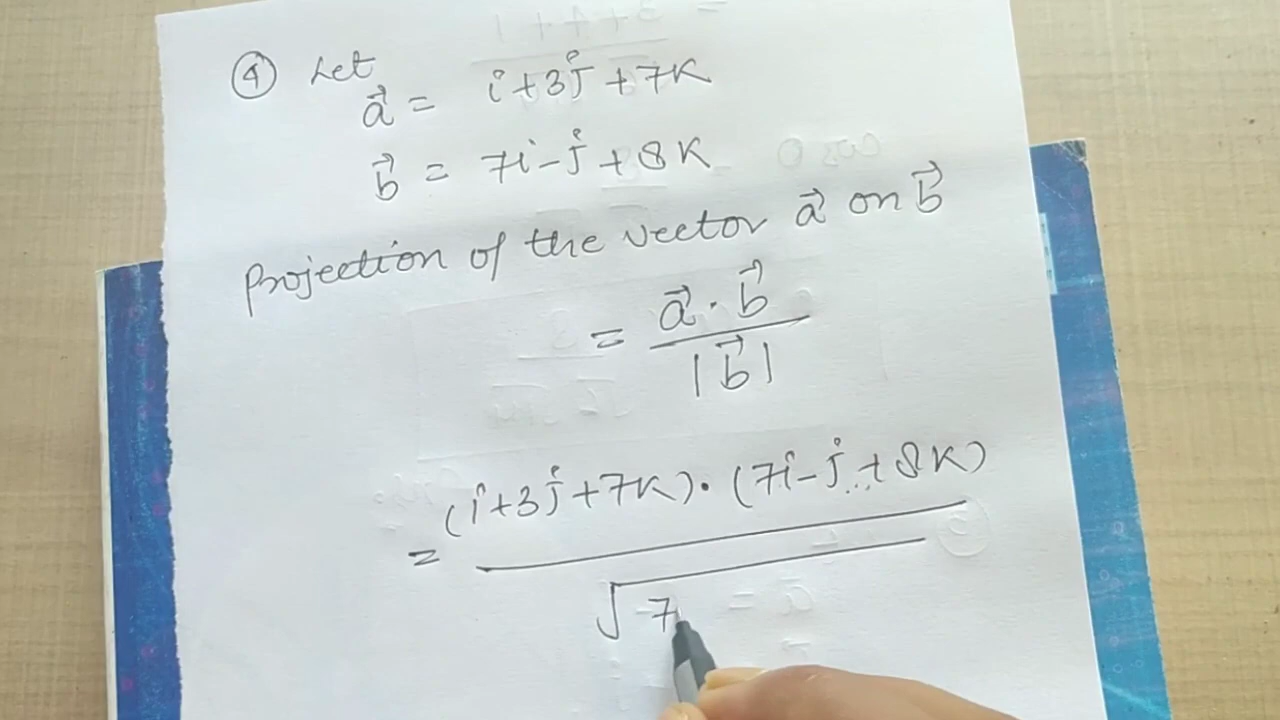 ④ Let
a⃗ = i+3j+7k
b⃗ = 7i-j+8k
Projection of the vector a⃗ on b⃗
= a⃗·b⃗
|b⃗|
= (i+3j+7k)·(7i-j+8k)
√7